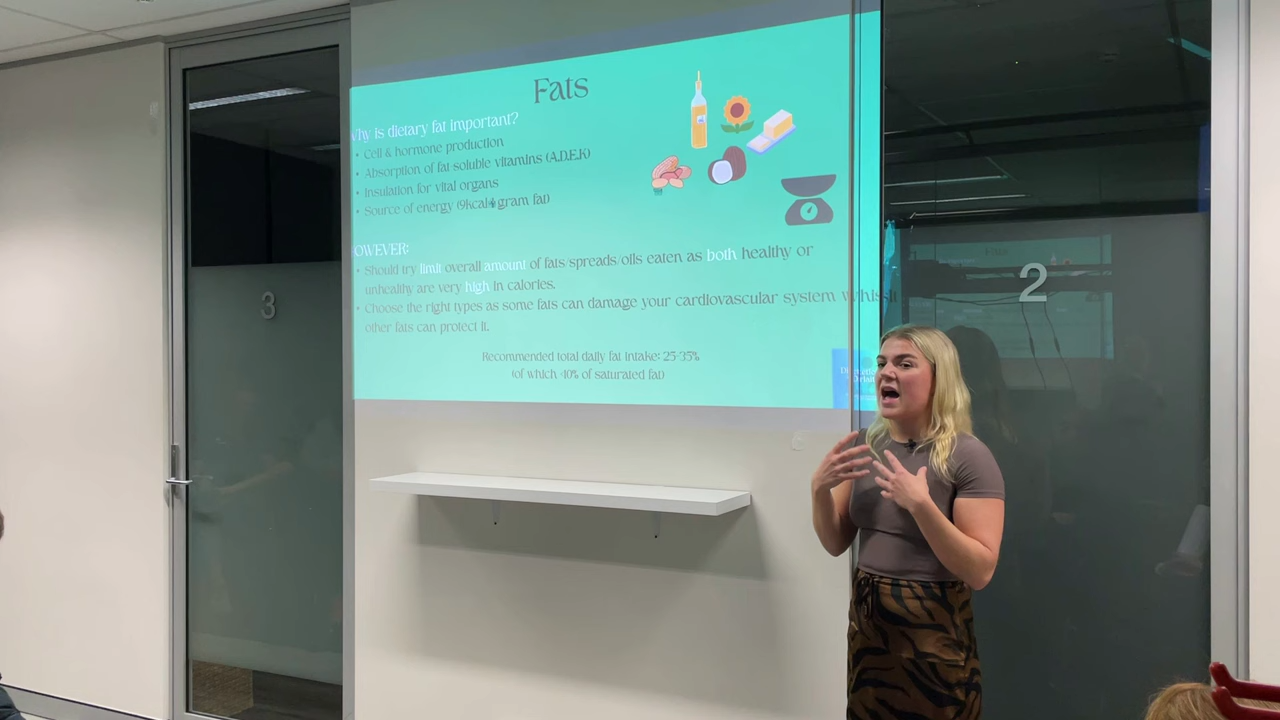 Fats
Why is dietary fat important?
• Cell & hormone production
• Absorption of fat soluble vitamins (A,D,E,K)
• Insulation for vital organs
• Source of energy (9kcal gram fat)
OWEVER:
• Should try limit overall amount of fats/spreads/oils eaten as both healthy or
unhealthy are very high in calories.
• Choose the right types as some fats can damage your cardiovascular system whislt
other fats can protect it.
Recommended total daily fat intake: 25-35%
(of which <10% of saturated fat)
3
2
Fats